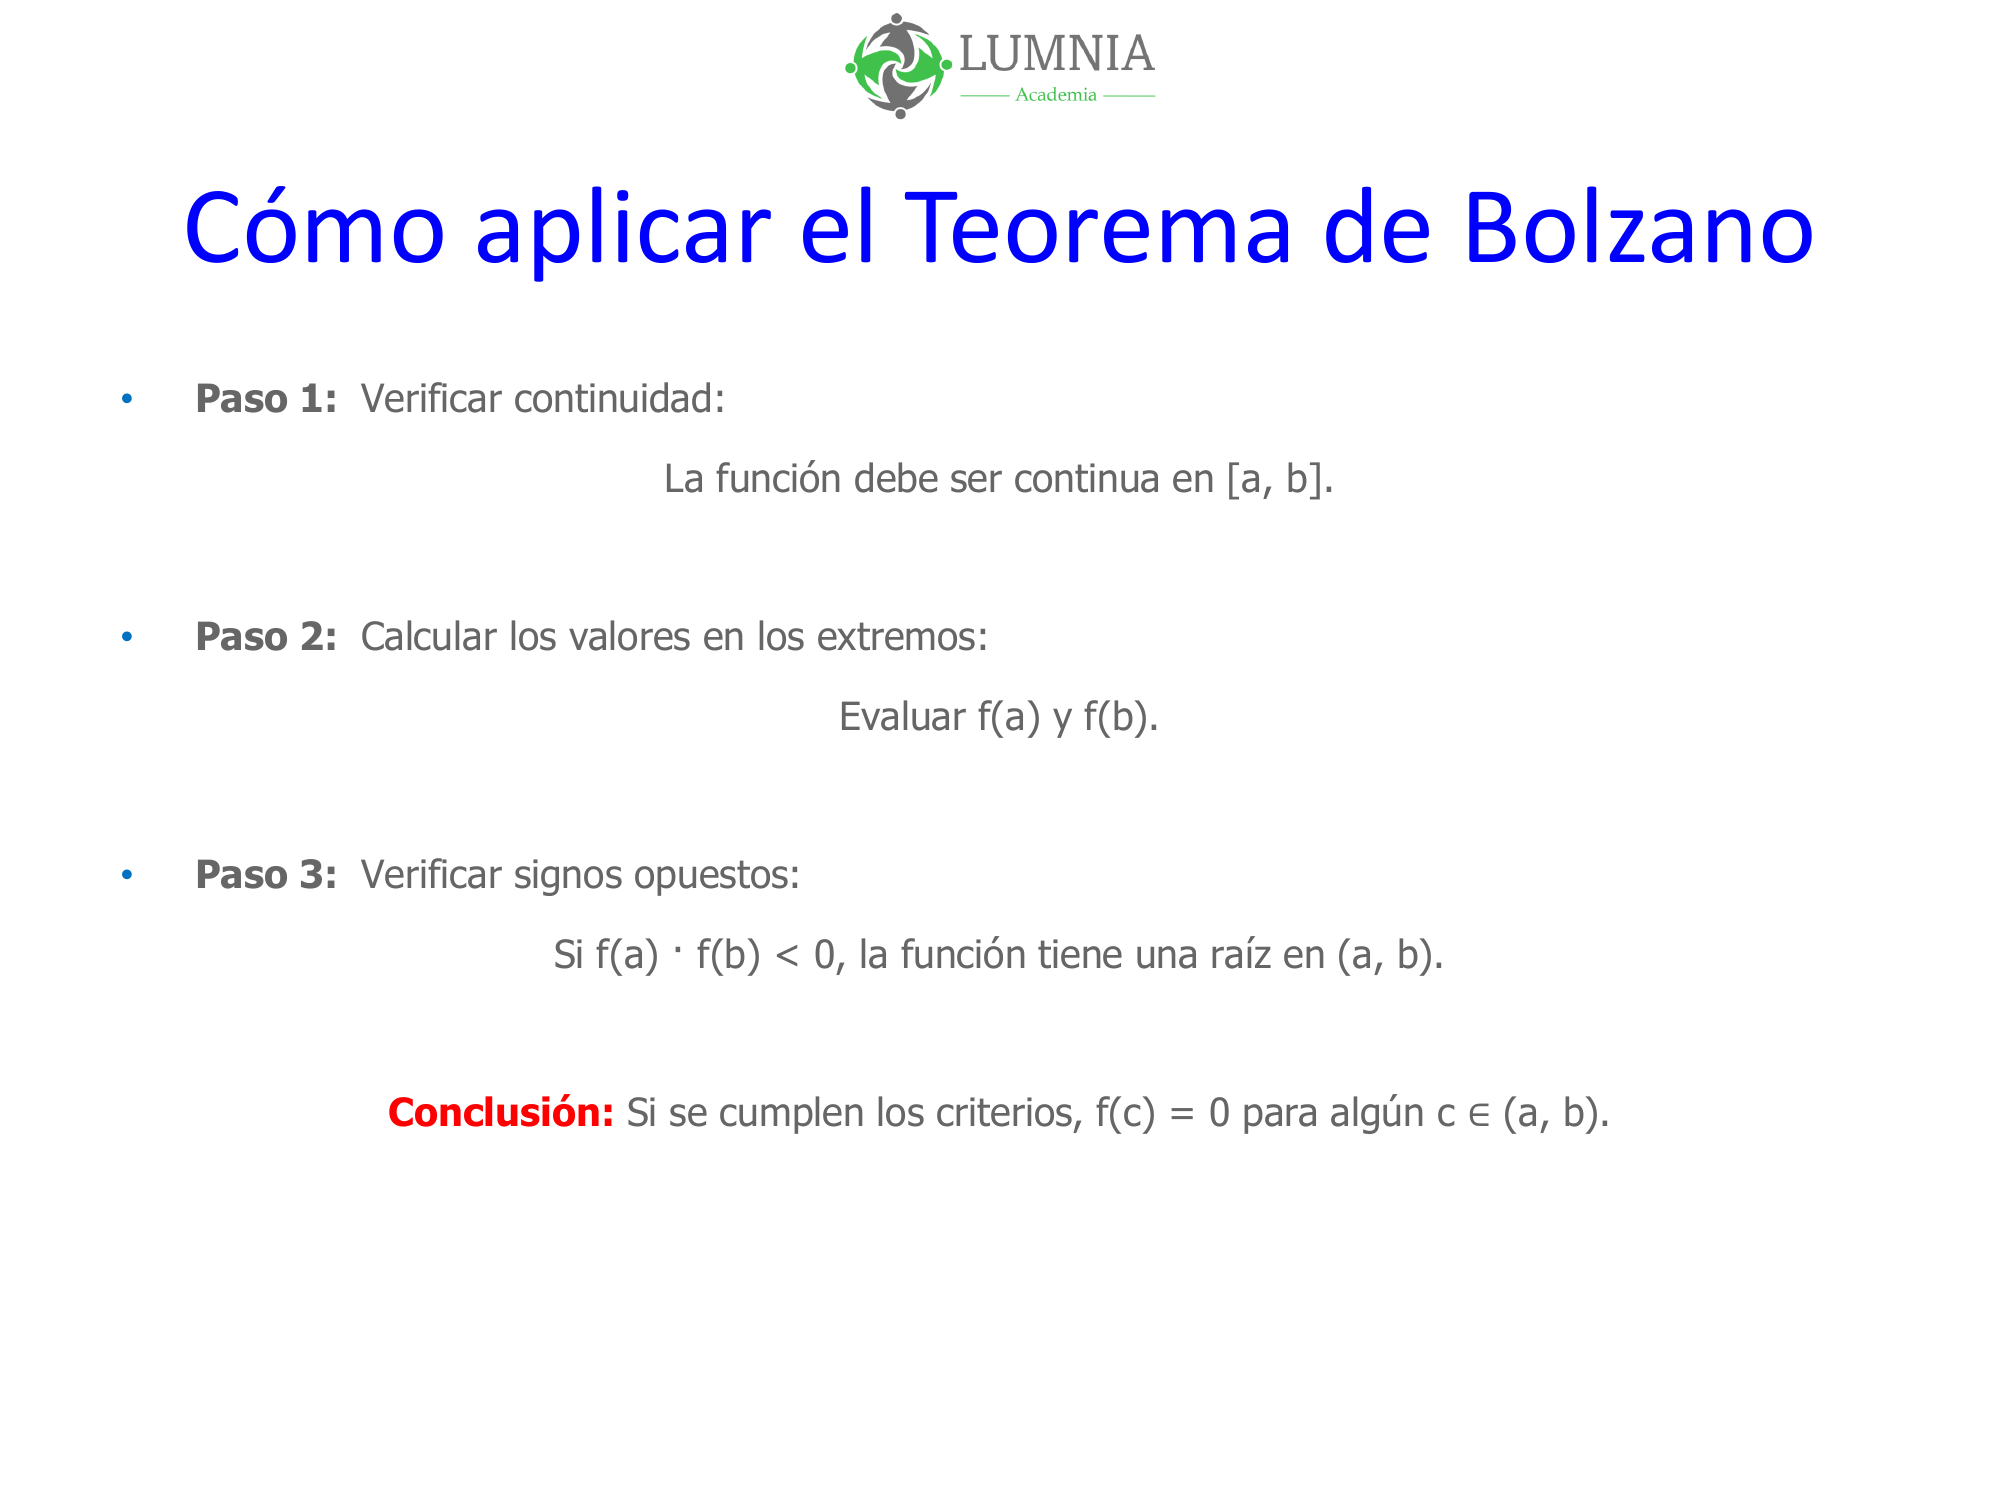 LUMNIA
Academia
Cómo aplicar el Teorema de Bolzano
• Paso 1: Verificar continuidad:
La función debe ser continua en [a, b].
• Paso 2: Calcular los valores en los extremos:
Evaluar f(a) y f(b).
• Paso 3: Verificar signos opuestos:
Si f(a) · f(b) < 0, la función tiene una raíz en (a, b).
Conclusión: Si se cumplen los criterios, f(c) = 0 para algún c ∈ (a, b).